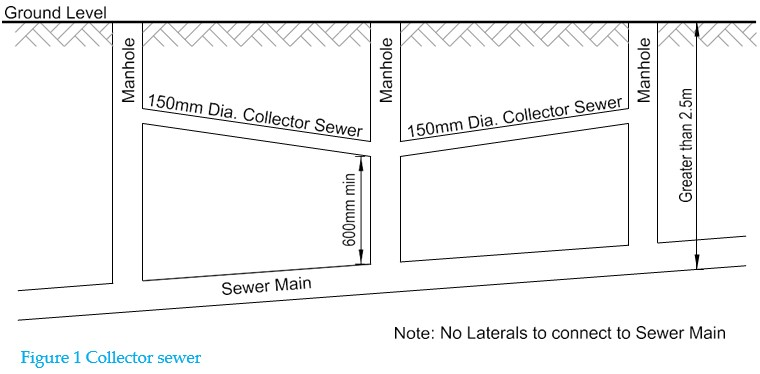 Ground Level
Manhole
Manhole
Manhole
150mm Dia. Collector Sewer
150mm Dia. Collector Sewer
Greater than 2.5m
600mm min
Sewer Main
Note: No Laterals to connect to Sewer Main
Figure 1 Collector sewer